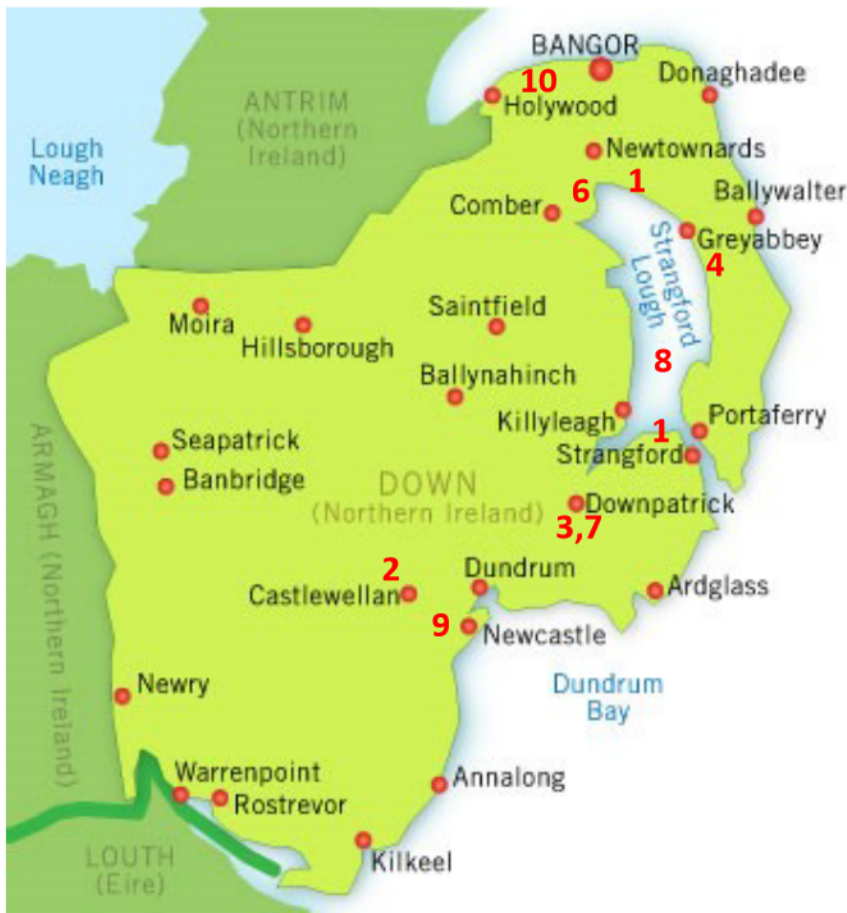 BANGOR
10
Donaghadee
ANTRIM
(Northern
Ireland)
Holywood
Lough
Neagh
Newtownards
6
1
Comber
Ballywalter
Greyabbey
4
Strangford
Lough
Moira
Saintfield
Hillsborough
8
Ballynahinch
Killyleagh
Portaferry
1
Seapatrick
Strangford
Banbridge
DOWN
(Northern Ireland)
Downpatrick
3,7
ARMAGH (Northern
Ireland)
2
Dundrum
Castlewellan
Ardglass
9
Newcastle
Newry
Dundrum
Bay
Warrenpoint
Annalong
Rostrevor
LOUTH
(Eire)
Kilkeel